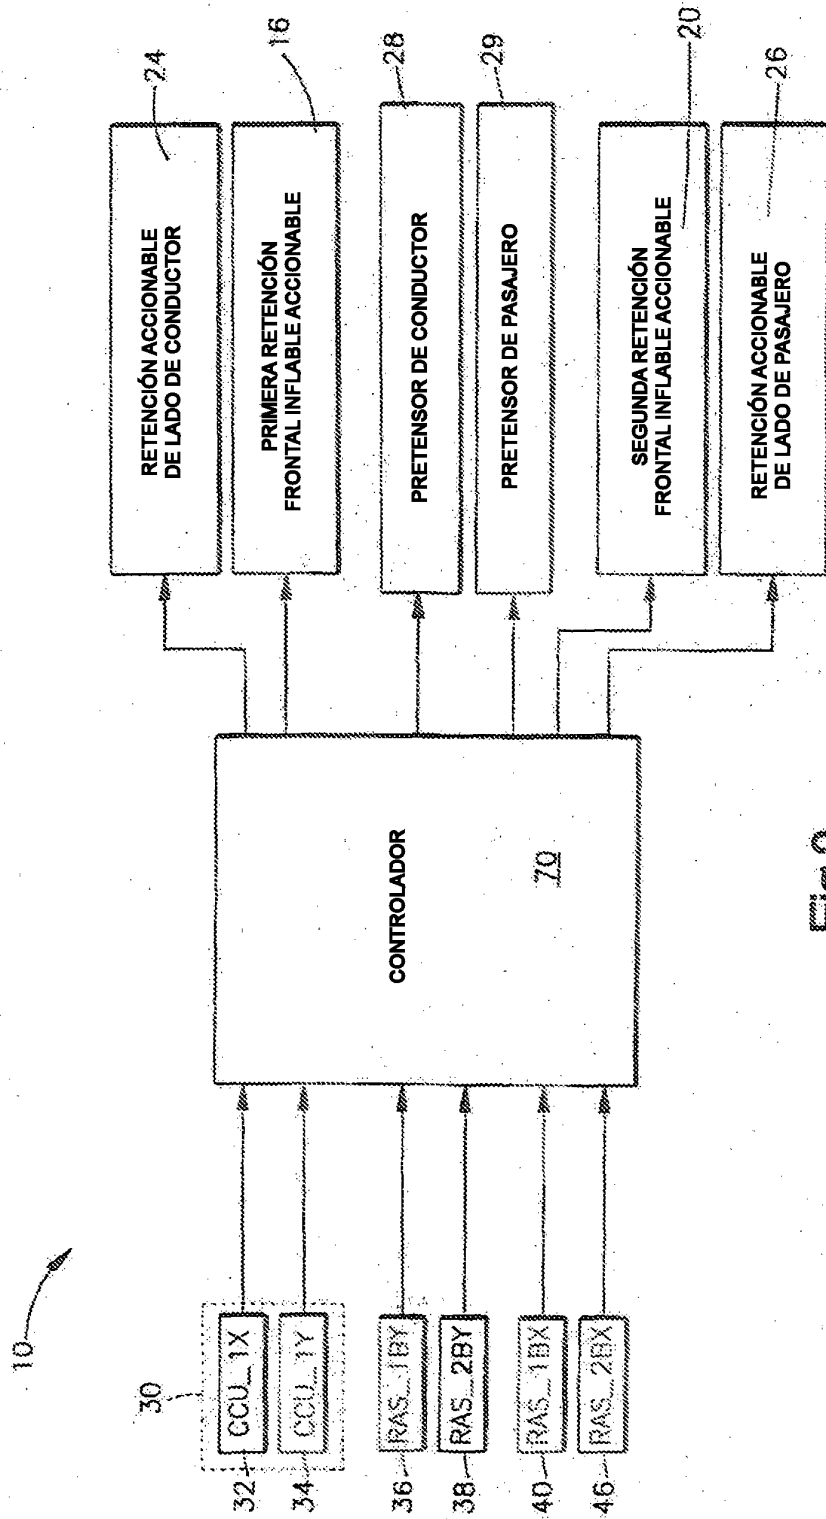 10
30
CCU_1X
32
CCU_1Y
34
RAS_1BY
36
RAS_2BY
38
RAS_1BX
40
RAS_2BX
46
CONTROLADOR
70
RETENCIÓN ACCIONABLE
DE LADO DE CONDUCTOR
24
PRIMERA RETENCIÓN
FRONTAL INFLABLE ACCIONABLE
16
PRETENSOR DE CONDUCTOR
28
PRETENSOR DE PASAJERO
29
SEGUNDA RETENCIÓN
FRONTAL INFLABLE ACCIONABLE
20
RETENCIÓN ACCIONABLE
DE LADO DE PASAJERO
26